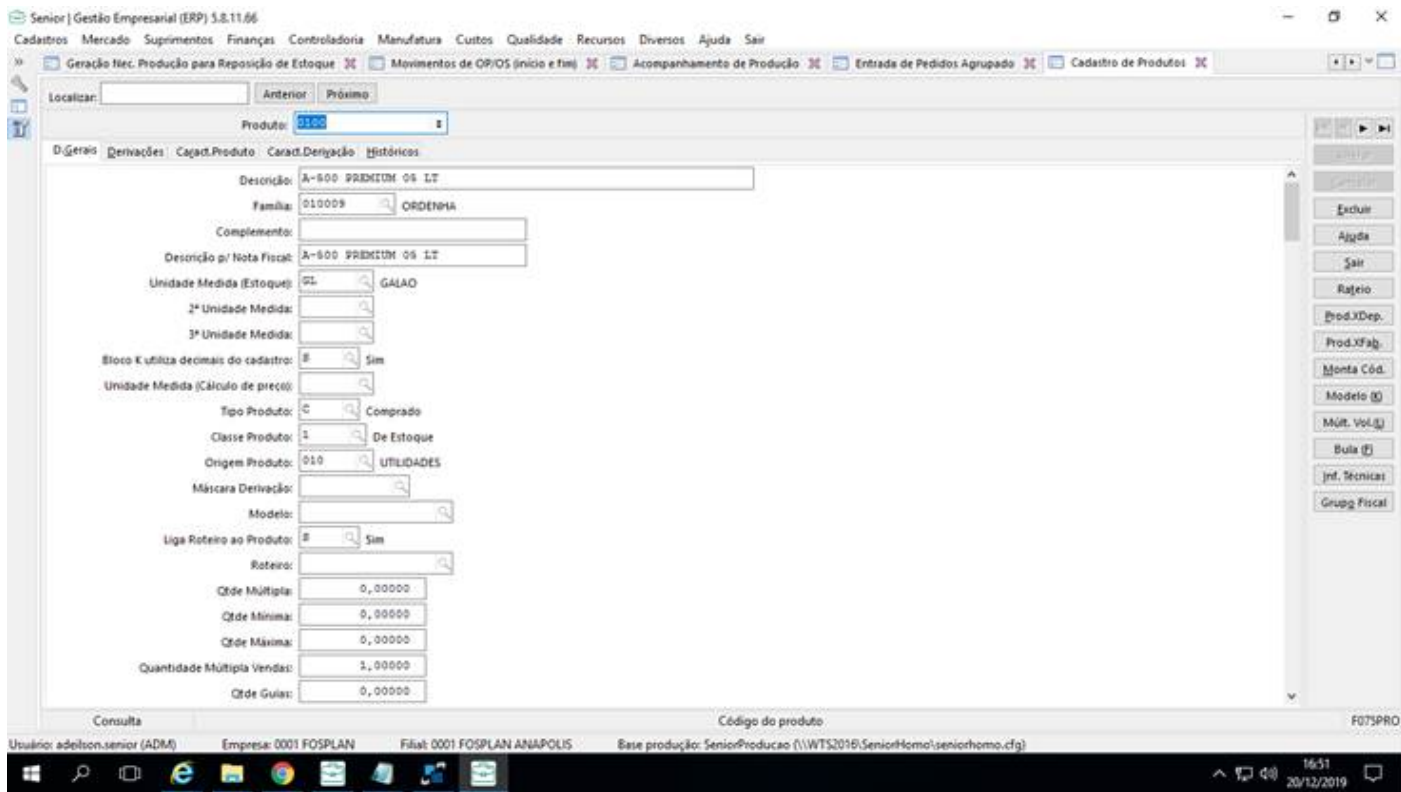 Senior | Gestão Empresarial (ERP) 5.8.11.66
Cadastros Mercado Suprimentos Finanças Controladoria Manufatura Custos Qualidade Recursos Diversos Ajuda Sair
Geração Nec. Produção para Reposição de Estoque Movimentos de OP/OS (início e fim) Acompanhamento de Produção Entrada de Pedidos Agrupado Cadastro de Produtos
Localizar: Anterior Próximo
Produto: 0100
D.Gerais Derivações Caract.Produto Caract.Derivação Históricos
Descrição: A-600 PREMIUM 05 LT
Família: 010009 ORDENHA
Complemento:
Descrição p/ Nota Fiscal: A-600 PREMIUM 05 LT
Unidade Medida (Estoque): GL GALAO
2ª Unidade Medida:
3ª Unidade Medida:
Bloco K utiliza decimais do cadastro: S Sim
Unidade Medida (Cálculo de preço):
Tipo Produto: C Comprado
Classe Produto: 1 De Estoque
Origem Produto: 010 UTILIDADES
Máscara Derivação:
Modelo:
Liga Roteiro ao Produto: S Sim
Roteiro:
Qtde Múltipla: 0,00000
Qtde Mínima: 0,00000
Qtde Máxima: 0,00000
Quantidade Múltipla Vendas: 1,00000
Qtde Guias: 0,00000
Alterar
Cancelar
Excluir
Ajuda
Sair
Rateio
Prod.XDep.
Prod.XFab.
Monta Cód.
Modelo (K)
Múlt. Vol.(L)
Bula (F)
Inf. Técnicas
Grupo Fiscal
Consulta Código do produto F075PRO
Usuário: adeilson.senior (ADM) Empresa: 0001 FOSPLAN Filial: 0001 FOSPLAN ANAPOLIS Base produção: SeniorProducao (\\WTS2016\SeniorHomo\seniorhomo.cfg)
16:51
20/12/2019